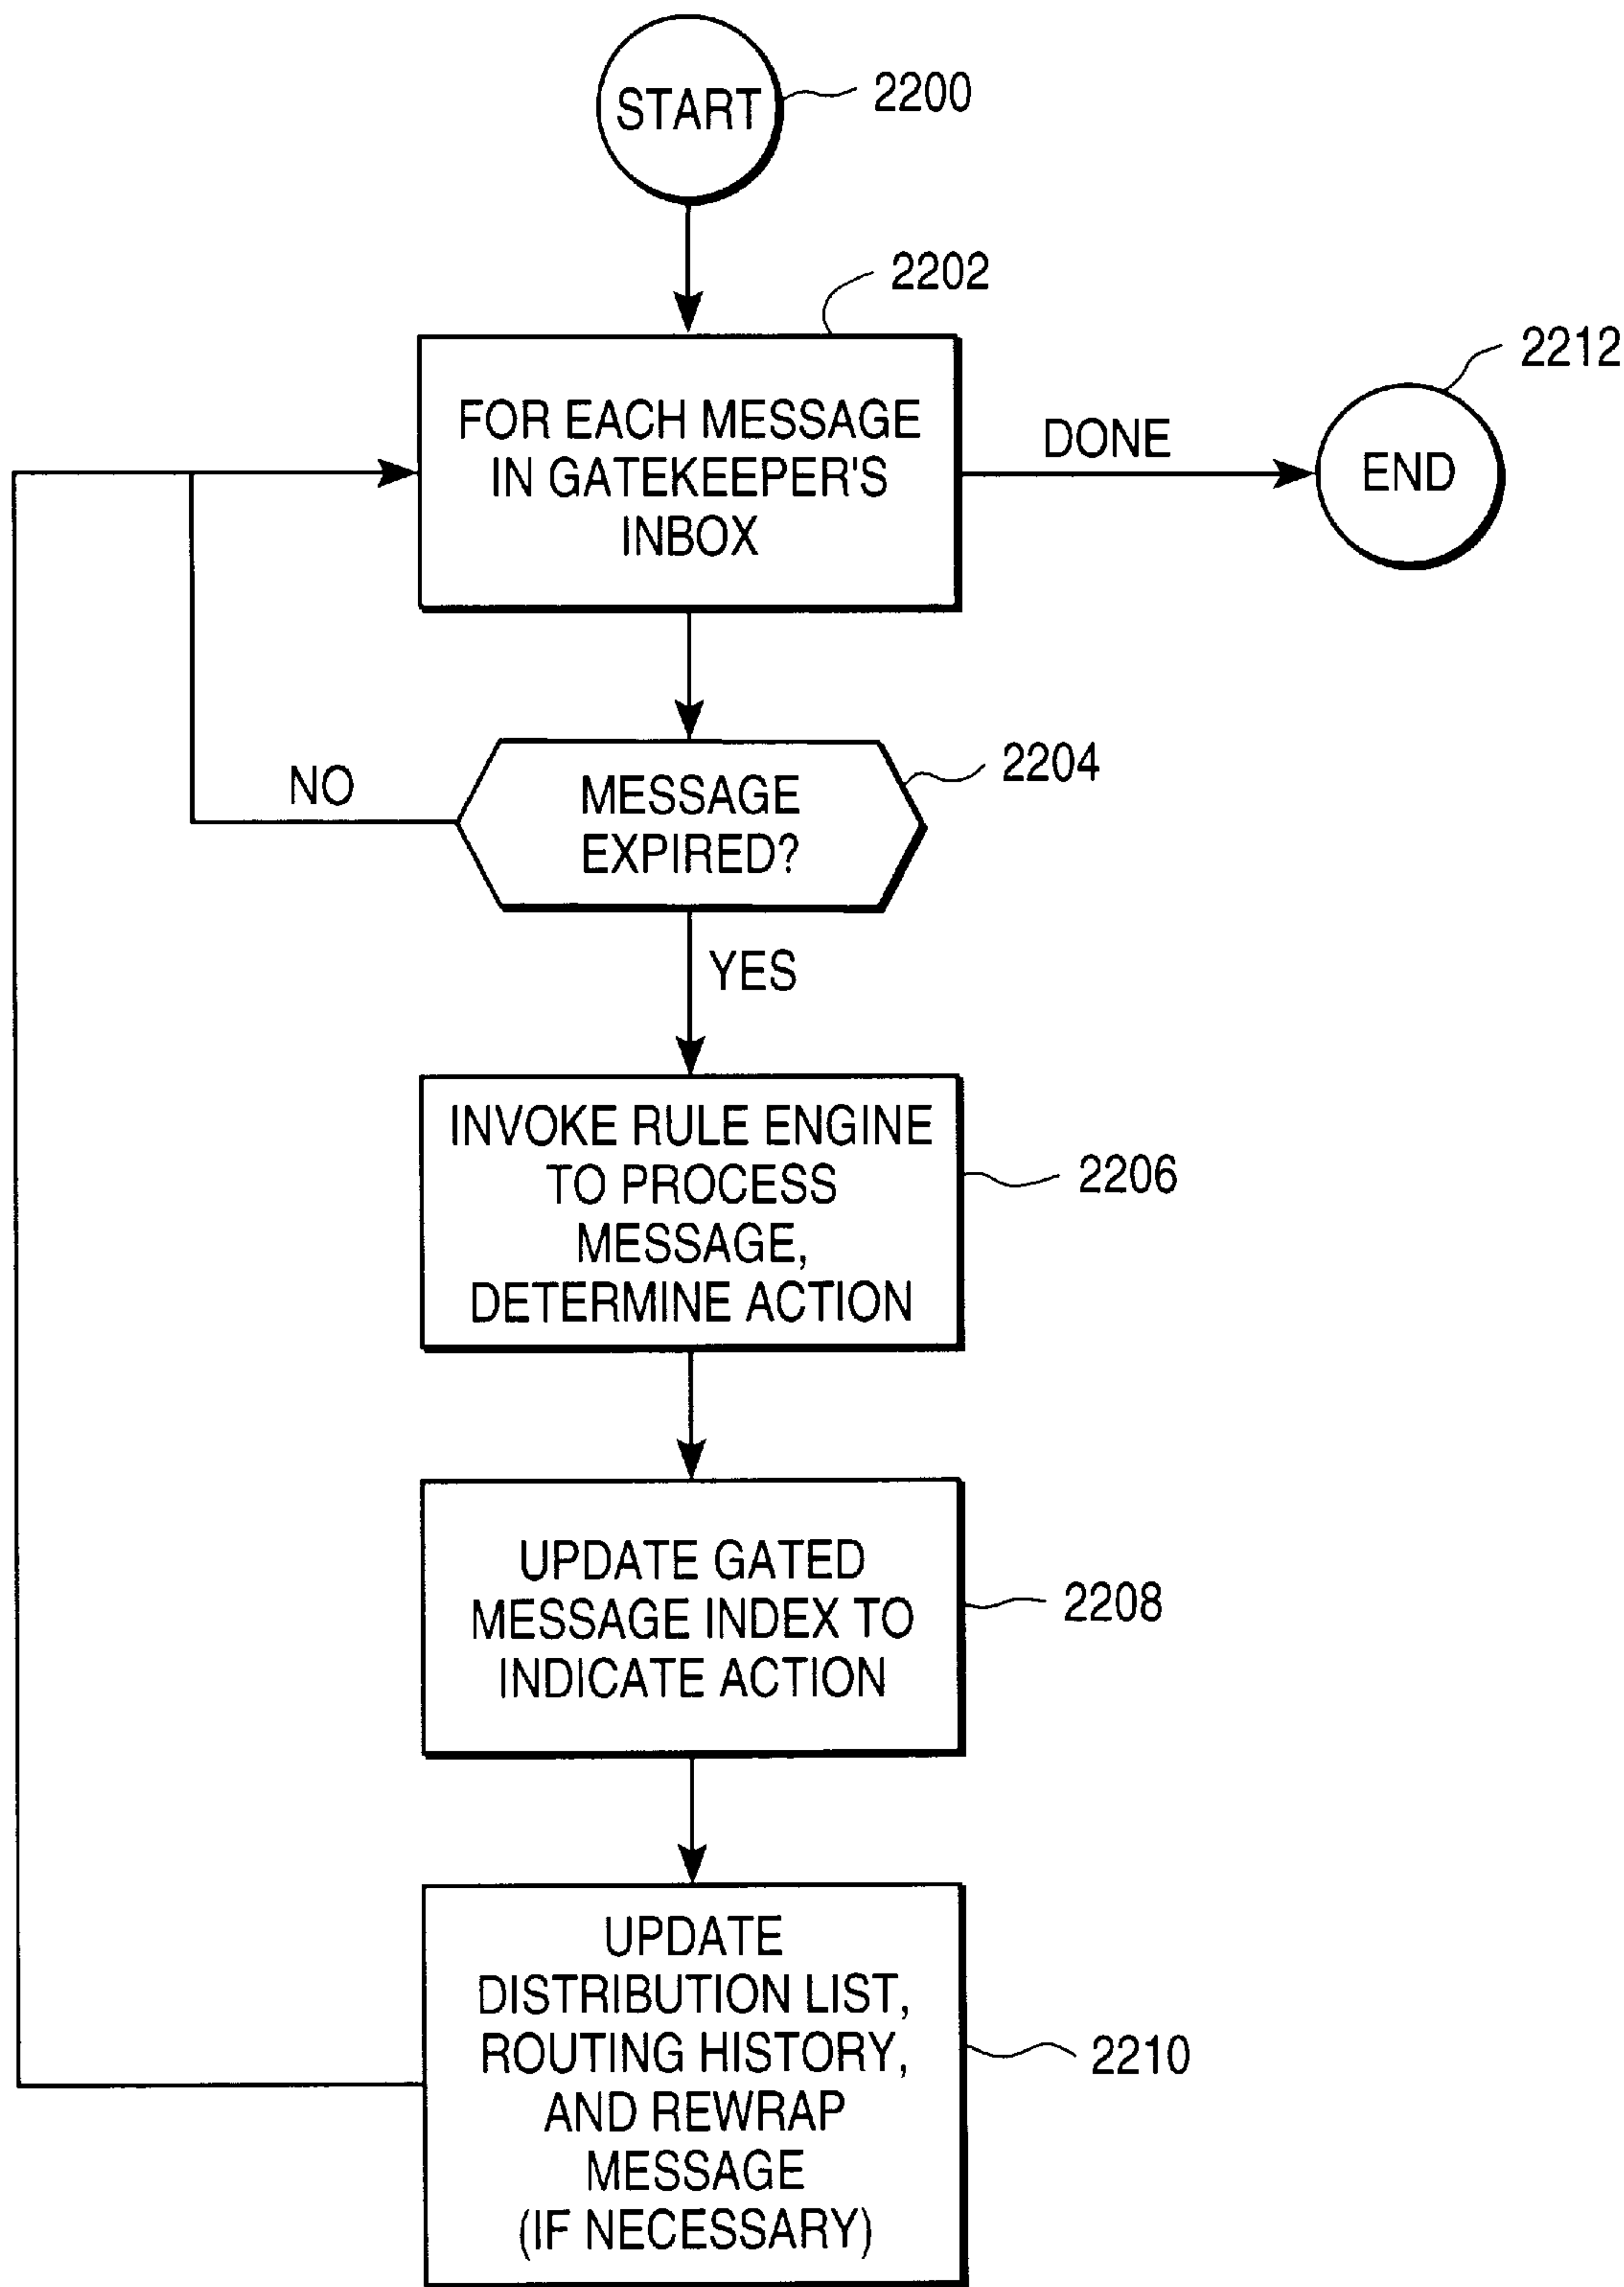 START
2200
2202
FOR EACH MESSAGE
IN GATEKEEPER'S
INBOX
DONE
2212
END
NO
MESSAGE
EXPIRED?
2204
YES
INVOKE RULE ENGINE
TO PROCESS
MESSAGE,
DETERMINE ACTION
2206
UPDATE GATED
MESSAGE INDEX TO
INDICATE ACTION
2208
UPDATE
DISTRIBUTION LIST,
ROUTING HISTORY,
AND REWRAP
MESSAGE
(IF NECESSARY)
2210